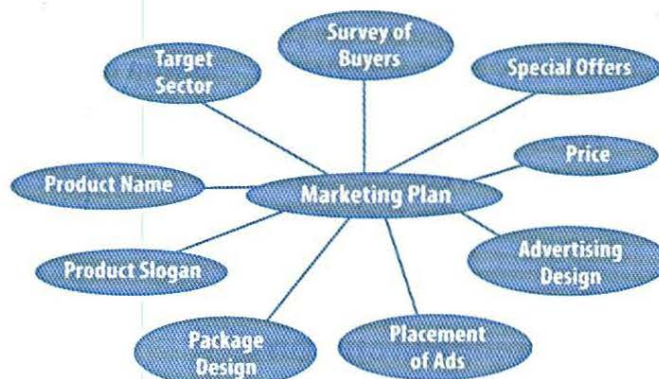 Survey of
Buyers
Target
Sector
Special Offers
Price
Product Name
Marketing Plan
Product Slogan
Advertising
Design
Package
Design
Placement
of Ads